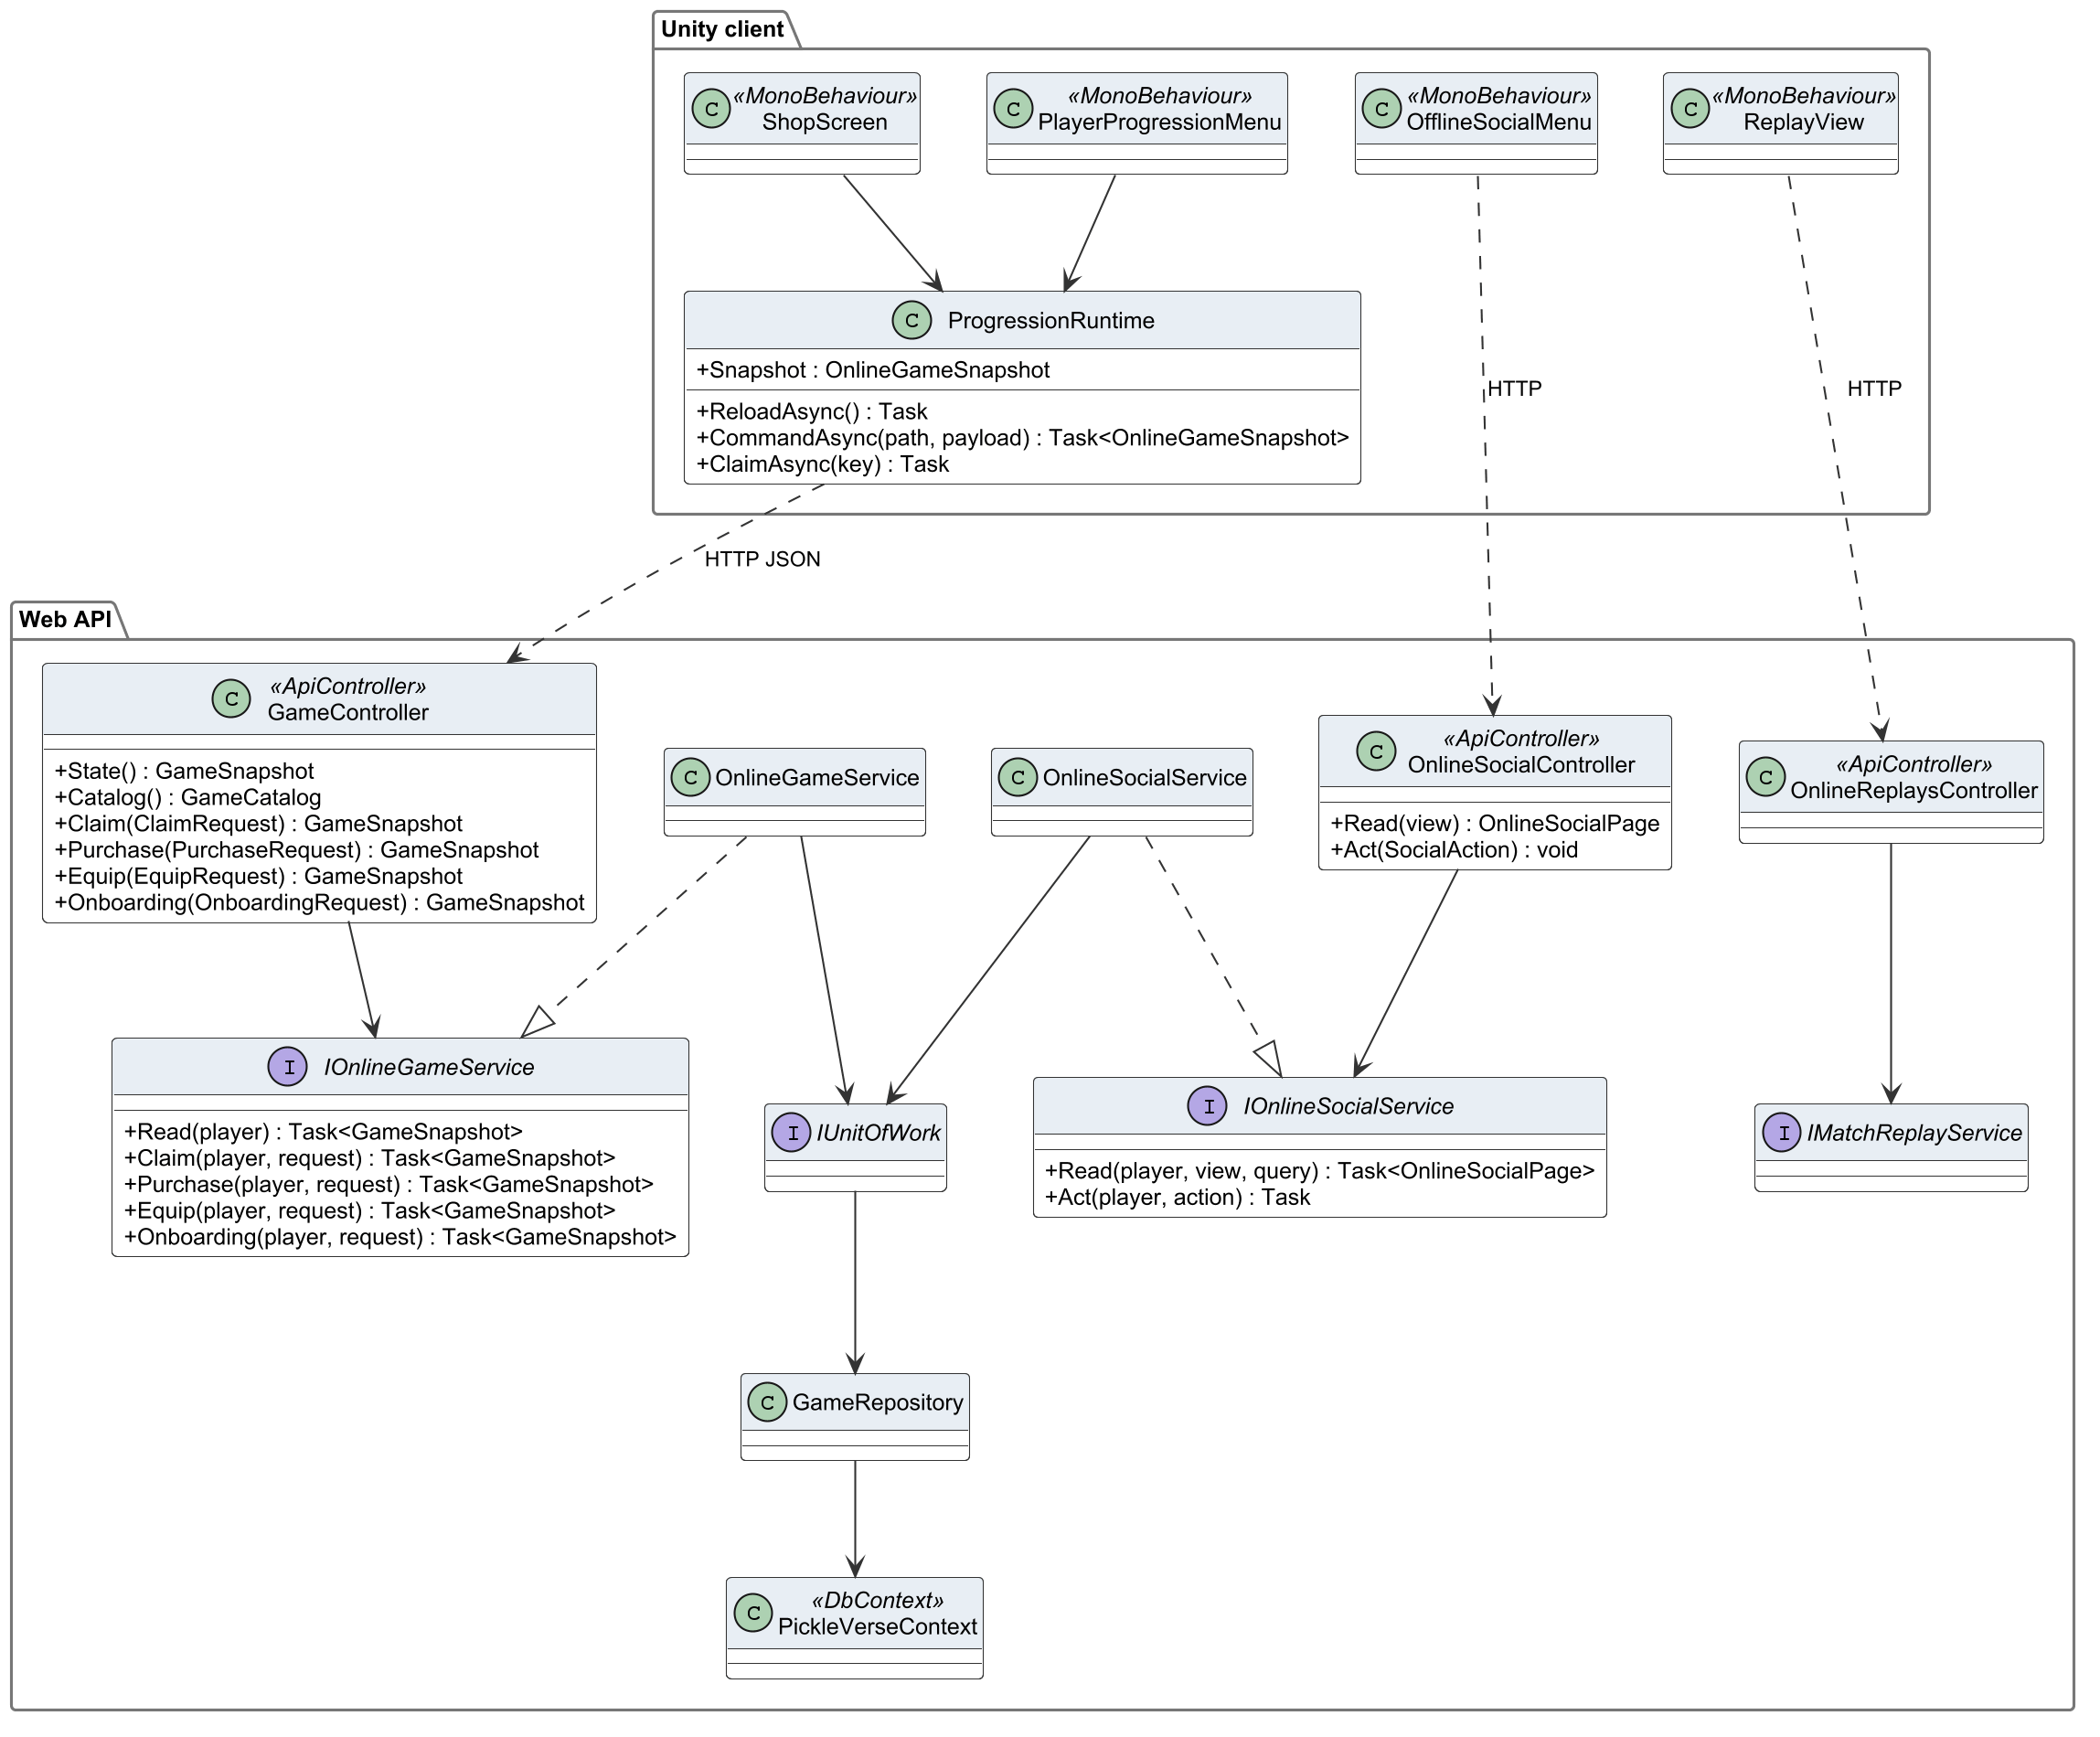 Unity client
«MonoBehaviour»
C
ShopScreen
«MonoBehaviour»
C
PlayerProgressionMenu
«MonoBehaviour»
C
OfflineSocialMenu
«MonoBehaviour»
C
ReplayView
C
ProgressionRuntime
+Snapshot : OnlineGameSnapshot
+ReloadAsync() : Task
+CommandAsync(path, payload) : Task<OnlineGameSnapshot>
+ClaimAsync(key) : Task
HTTP
HTTP
HTTP JSON
Web API
«ApiController»
C
GameController
+State() : GameSnapshot
+Catalog() : GameCatalog
+Claim(ClaimRequest) : GameSnapshot
+Purchase(PurchaseRequest) : GameSnapshot
+Equip(EquipRequest) : GameSnapshot
+Onboarding(OnboardingRequest) : GameSnapshot
C
OnlineGameService
C
OnlineSocialService
«ApiController»
C
OnlineSocialController
+Read(view) : OnlineSocialPage
+Act(SocialAction) : void
«ApiController»
C
OnlineReplaysController
I
IOnlineGameService
+Read(player) : Task<GameSnapshot>
+Claim(player, request) : Task<GameSnapshot>
+Purchase(player, request) : Task<GameSnapshot>
+Equip(player, request) : Task<GameSnapshot>
+Onboarding(player, request) : Task<GameSnapshot>
I
IUnitOfWork
I
IOnlineSocialService
+Read(player, view, query) : Task<OnlineSocialPage>
+Act(player, action) : Task
I
IMatchReplayService
C
GameRepository
«DbContext»
C
PickleVerseContext